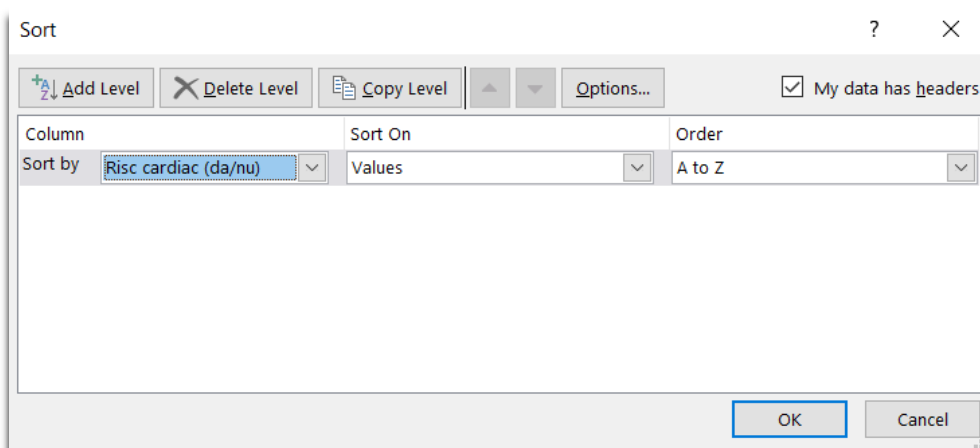 Sort ?
Add Level Delete Level Copy Level Options... My data has headers
Column Sort On Order
Sort by Risc cardiac (da/nu) Values A to Z
OK Cancel